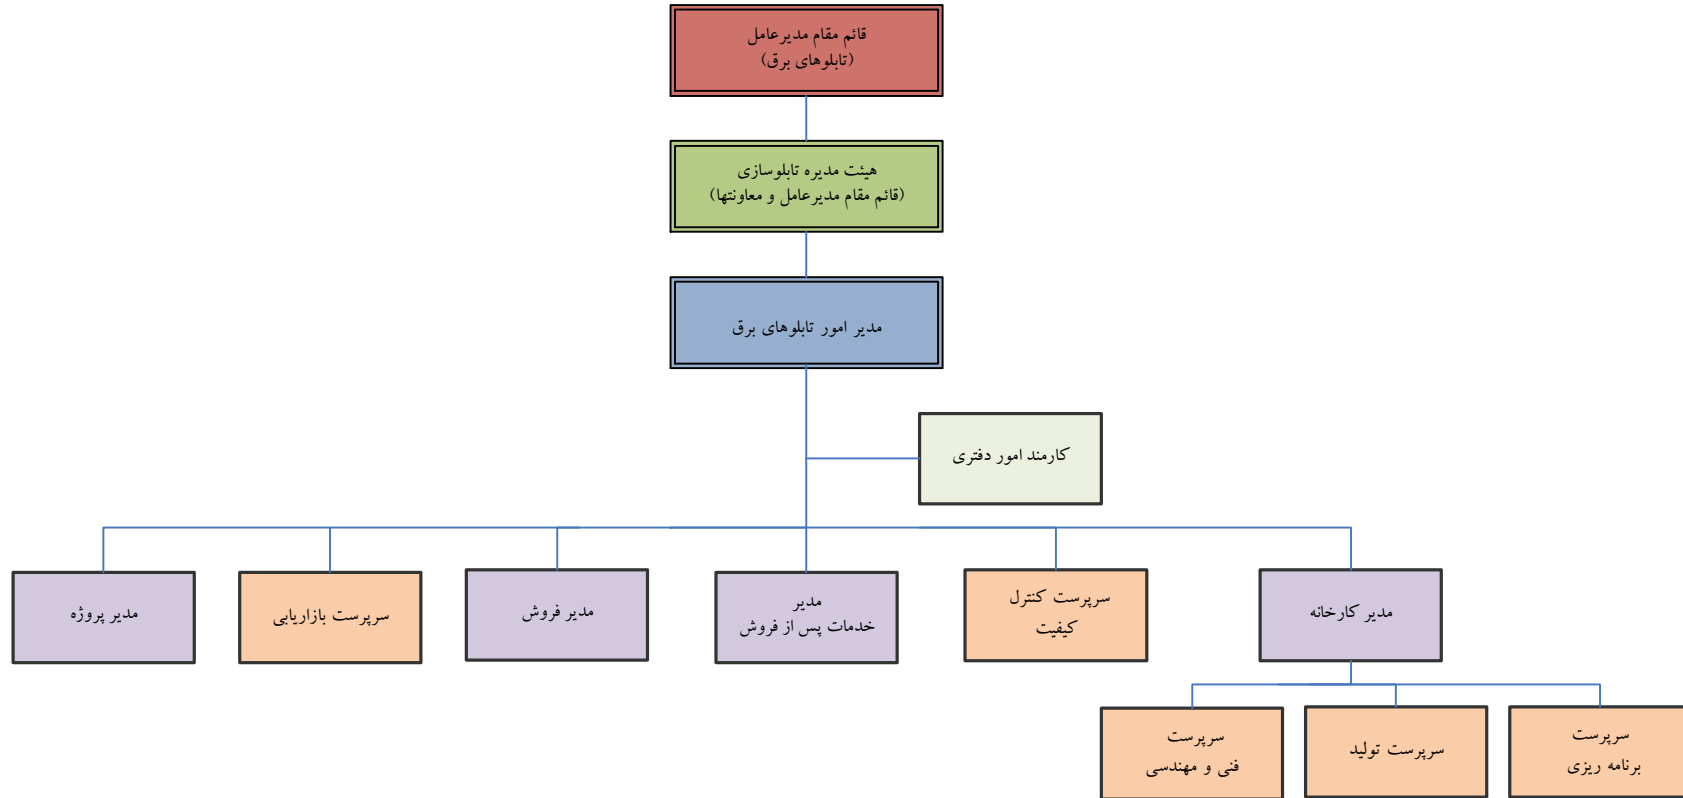 قائم مقام مدیرعامل
(تابلوهای برق)
هیئت مدیره تابلوسازی
(قائم مقام مدیرعامل و معاونتها)
مدیر امور تابلوهای برق
کارمند امور دفتری
مدیر کارخانه
سرپرست کنترل
کیفیت
مدیر
خدمات پس از فروش
مدیر فروش
سرپرست بازاریابی
مدیر پروژه
سرپرست
برنامه ریزی
سرپرست تولید
سرپرست
فنی و مهندسی